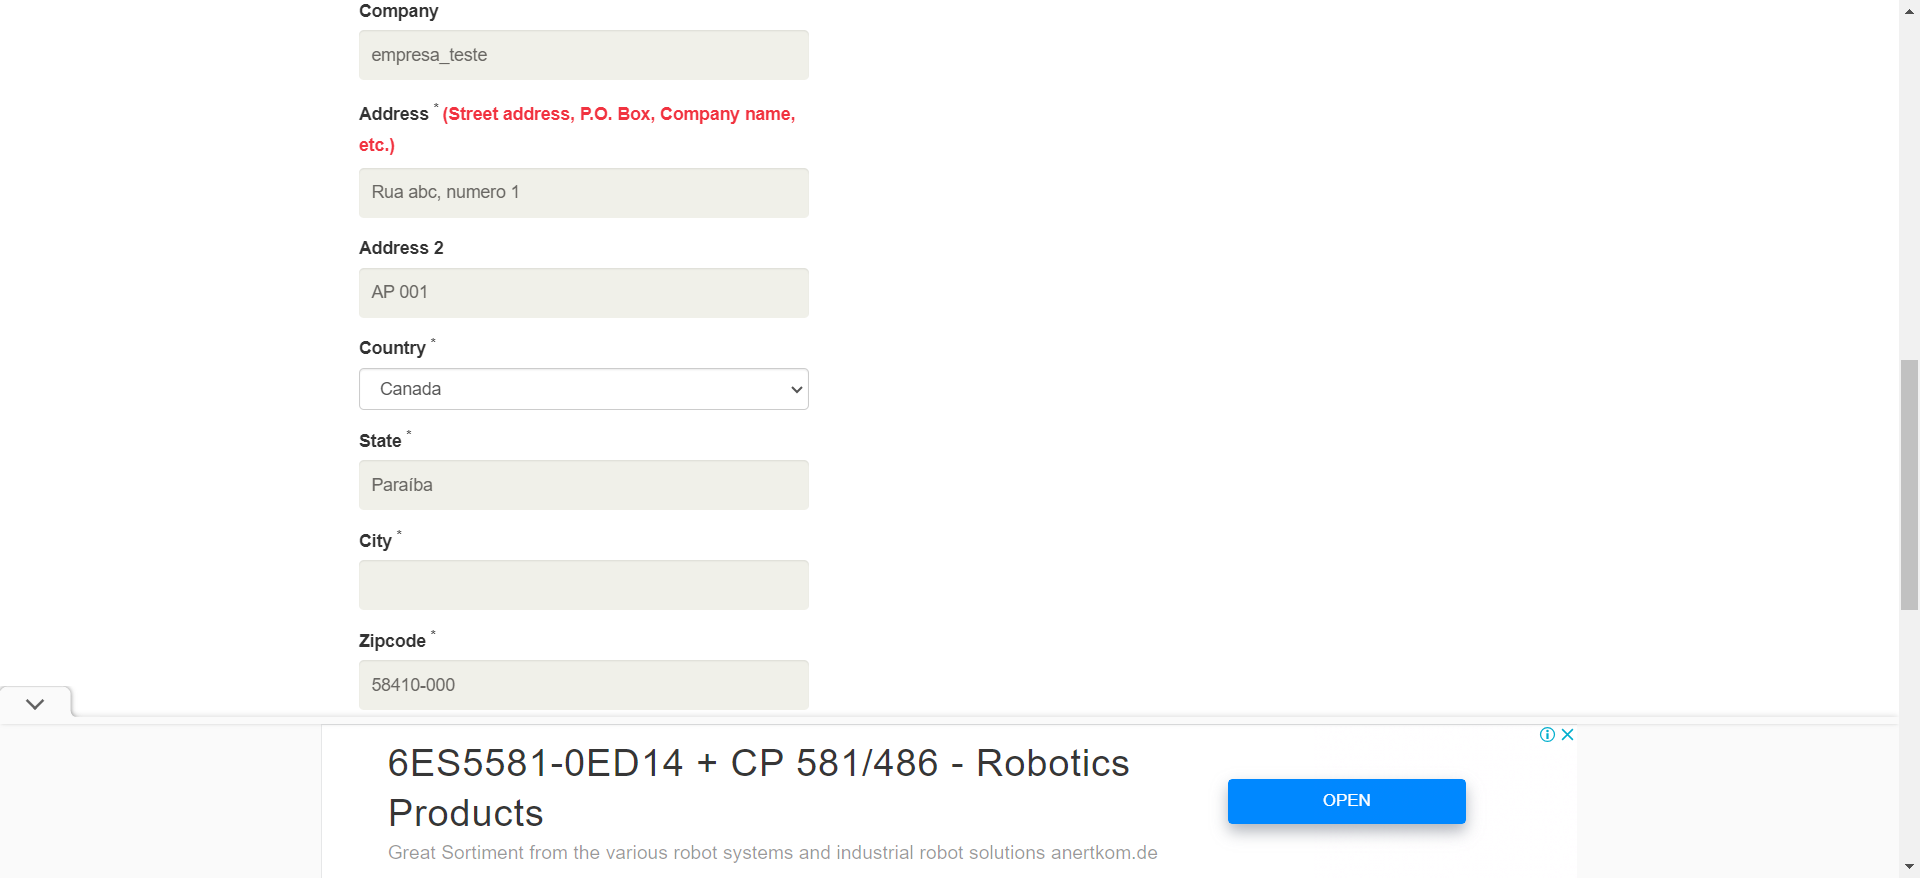 Company
empresa_teste
Address * (Street address, P.O. Box, Company name,
etc.)
Rua abc, numero 1
Address 2
AP 001
Country *
Canada
State *
Paraíba
City *
Zipcode *
58410-000
6ES5581-0ED14 + CP 581/486 - Robotics
Products
Great Sortiment from the various robot systems and industrial robot solutions anertkom.de
OPEN